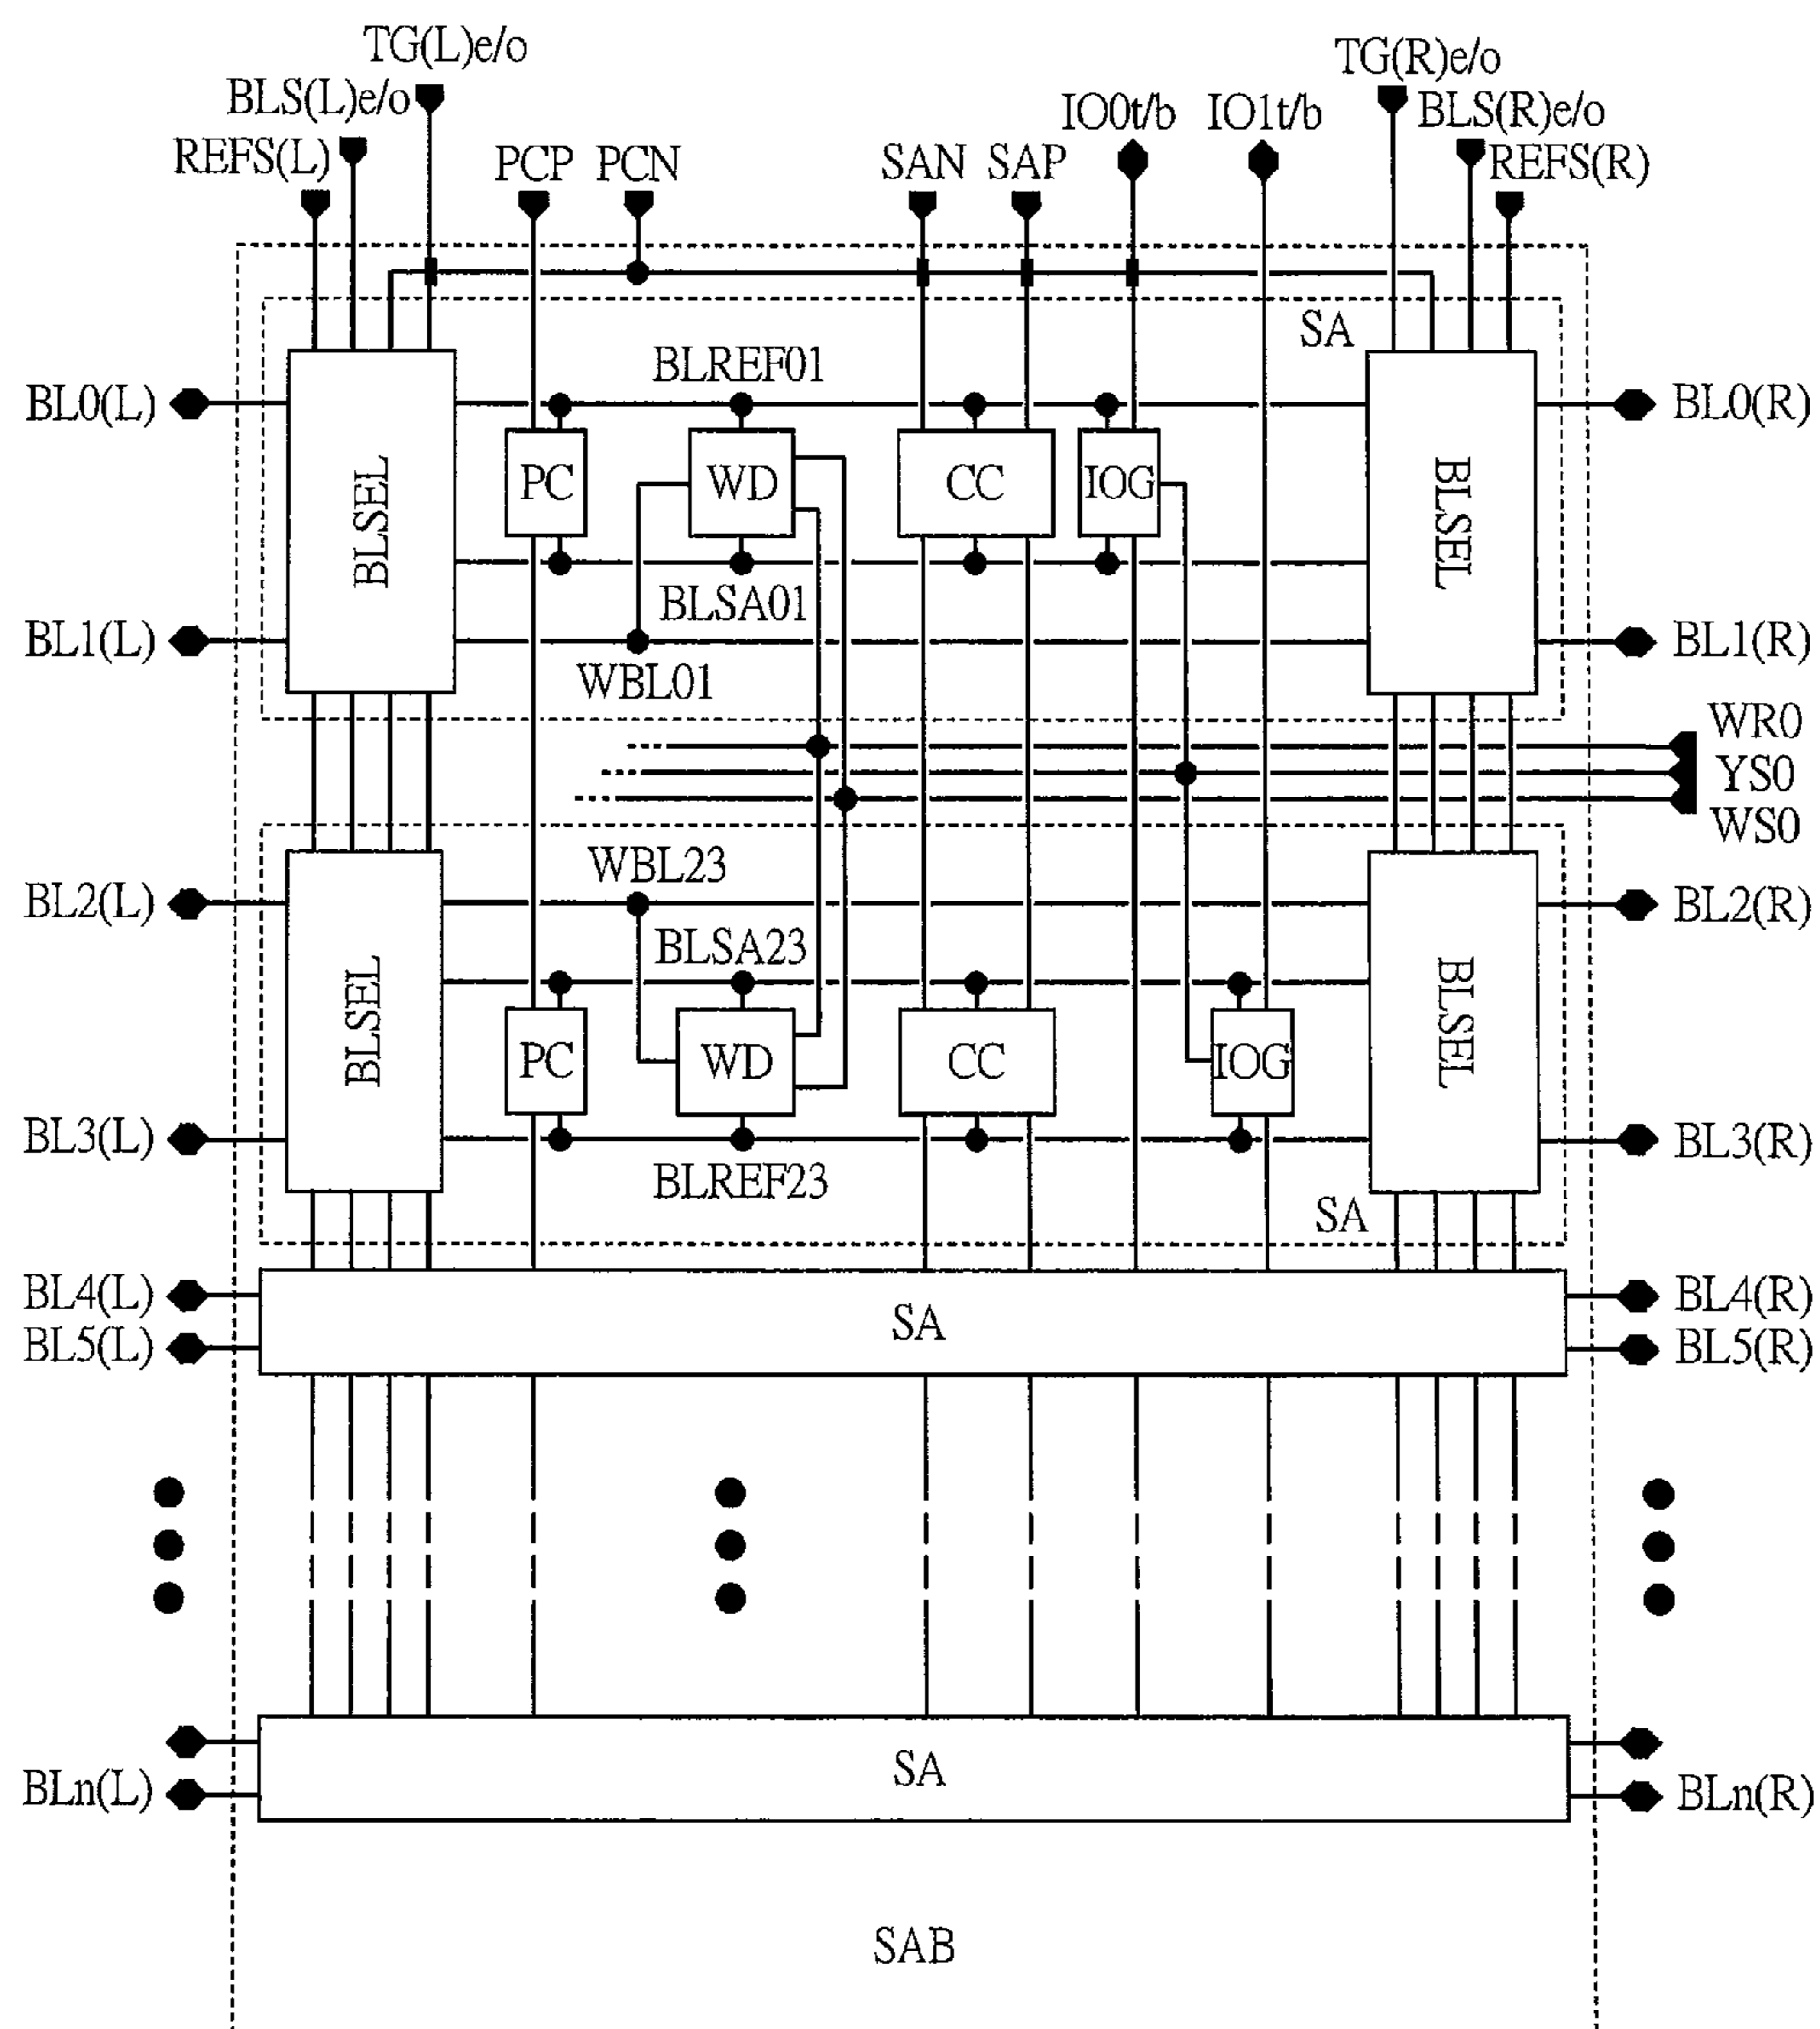 TG(L)e/o
BLS(L)e/o
REFS(L)
PCP
PCN
SAN
SAP
IO0t/b
IO1t/b
TG(R)e/o
BLS(R)e/o
REFS(R)
SA
BLREF01
BL0(L)
BL0(R)
BLSEL
PC
WD
CC
IOG
BLSEL
BLSA01
BL1(L)
BL1(R)
WBL01
WR0
YS0
WS0
WBL23
BL2(L)
BL2(R)
BLSA23
BLSEL
PC
WD
CC
IOG
BLSEL
BL3(L)
BL3(R)
BLREF23
SA
BL4(L)
BL4(R)
SA
BL5(L)
BL5(R)
SA
BLn(L)
BLn(R)
SAB